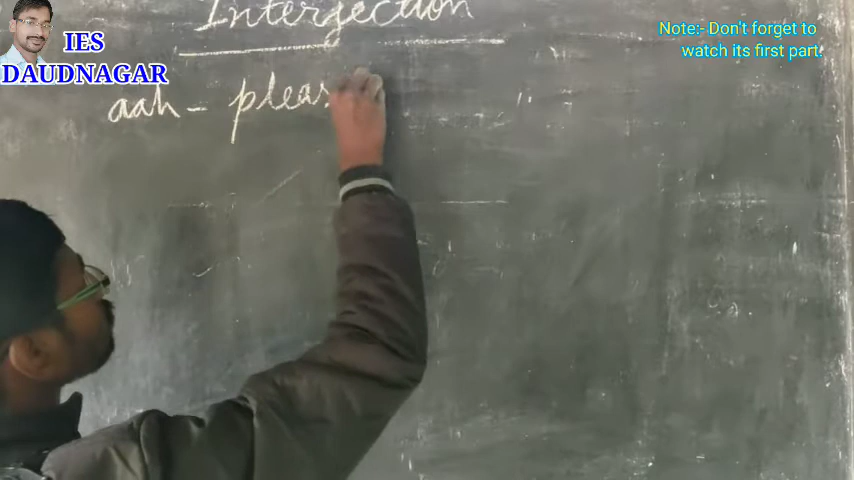 Interjection
IES
DAUDNAGAR
Note:- Don't forget to
watch its first part.
aah - pleas